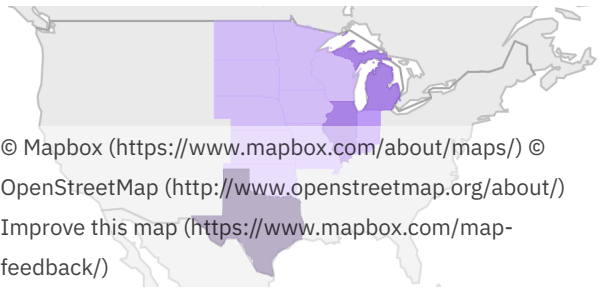 © Mapbox (https://www.mapbox.com/about/maps/) ©
OpenStreetMap (http://www.openstreetmap.org/about/)
Improve this map (https://www.mapbox.com/map-
feedback/)